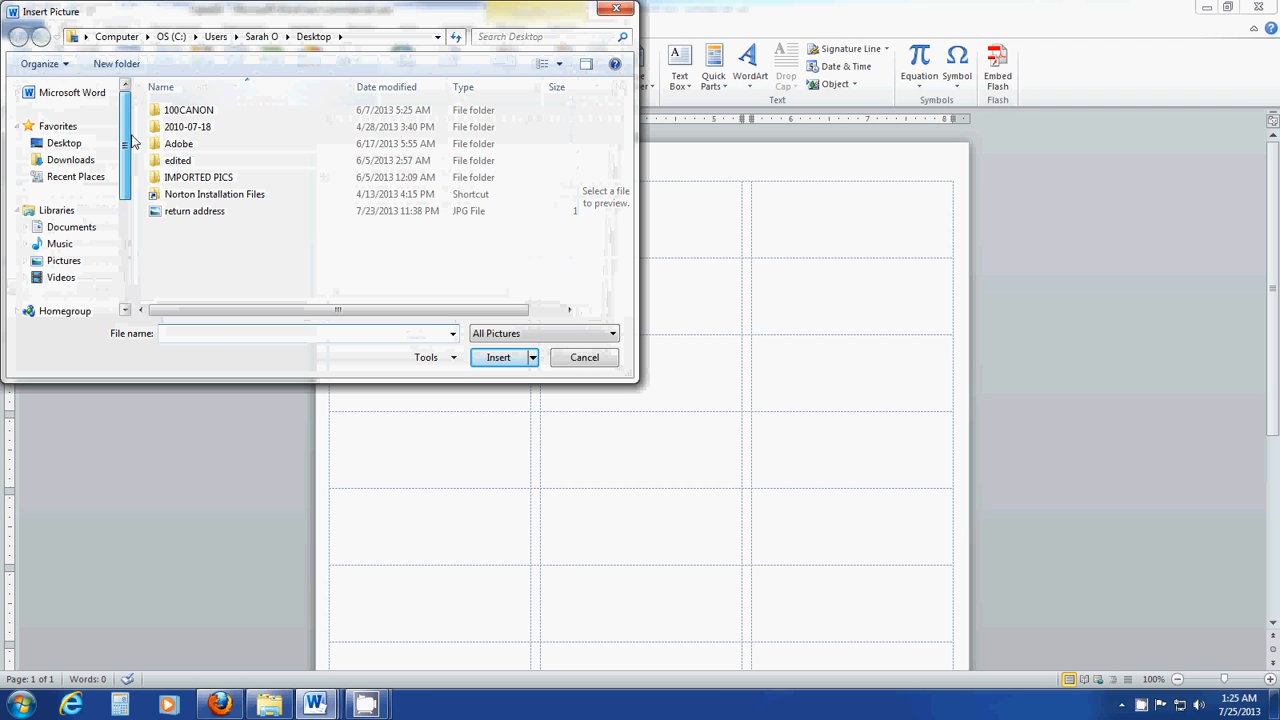 Insert Picture
Computer OS (C:) Users Sarah O Desktop
Search Desktop
Organize New folder
Microsoft Word
Favorites
Desktop
Downloads
Recent Places
Libraries
Documents
Music
Pictures
Videos
Homegroup
Name Date modified Type Size
100CANON 6/7/2013 5:25 AM File folder
2010-07-18 4/28/2013 3:40 PM File folder
Adobe 6/17/2013 5:55 AM File folder
edited 6/5/2013 2:57 AM File folder
IMPORTED PICS 6/5/2013 12:09 AM File folder
Norton Installation Files 4/13/2013 4:15 PM Shortcut
return address 7/23/2013 11:38 PM JPG File 1
Select a file
to preview.
File name: All Pictures
Tools Insert Cancel
Text
Box
Quick
Parts
WordArt
Drop
Cap
Signature Line
Date & Time
Object
Equation
Symbol
Embed
Flash
Text Symbols Flash
5 6 7 8
Page: 1 of 1 Words: 0 100%
1:25 AM
7/25/2013